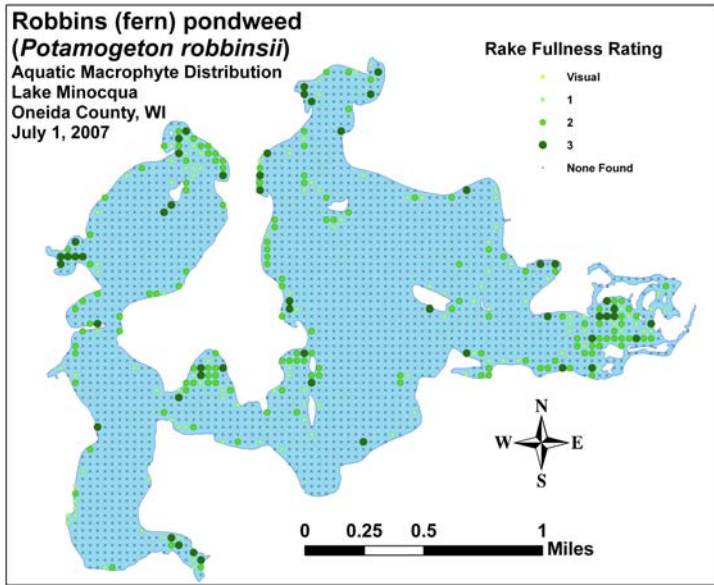 Robbins (fern) pondweed
(Potamogeton robbinsii)
Aquatic Macrophyte Distribution
Lake Minocqua
Oneida County, WI
July 1, 2007
Rake Fullness Rating
Visual
1
2
3
None Found
N
W E
S
0 0.25 0.5 1
Miles